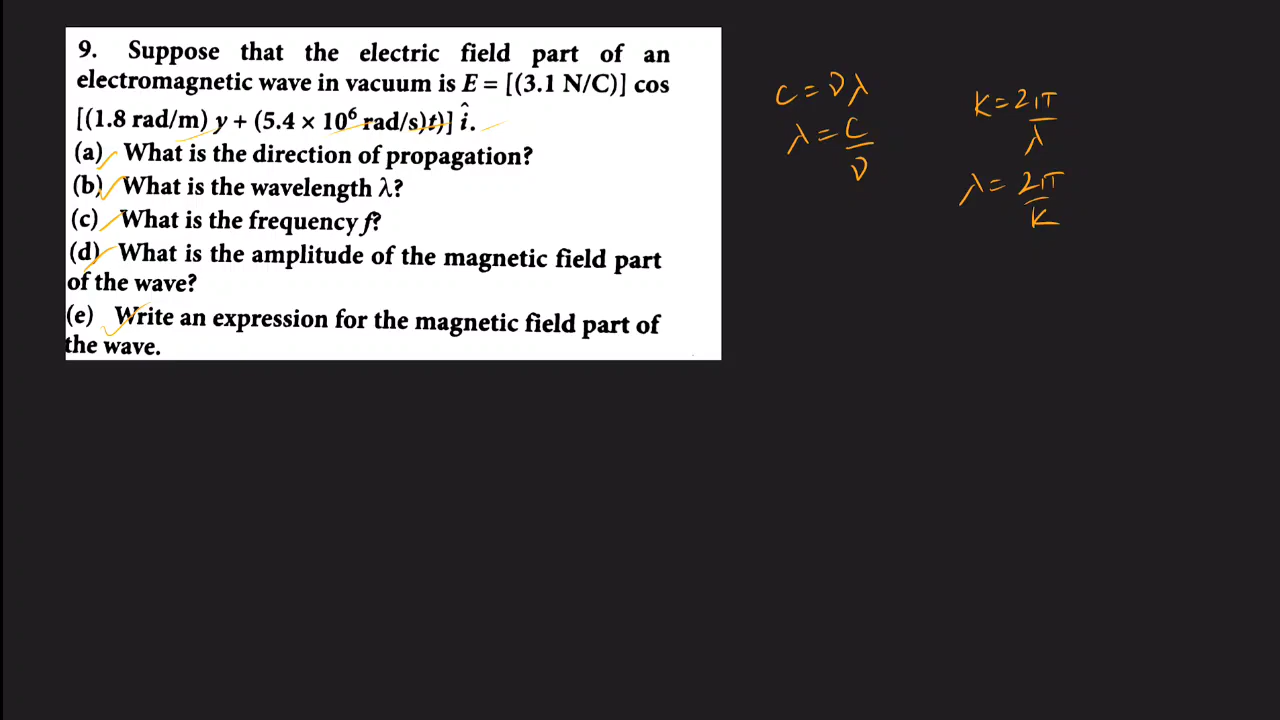 9. Suppose that the electric field part of an
electromagnetic wave in vacuum is E = [(3.1 N/C)] cos
[(1.8 rad/m) y + (5.4 × 10⁶ rad/s)t)] î.
(a) What is the direction of propagation?
(b) What is the wavelength λ?
(c) What is the frequency f?
(d) What is the amplitude of the magnetic field part
of the wave?
(e) Write an expression for the magnetic field part of
the wave.
c = νλ
λ = c/ν
K = 2π/λ
λ = 2π/K